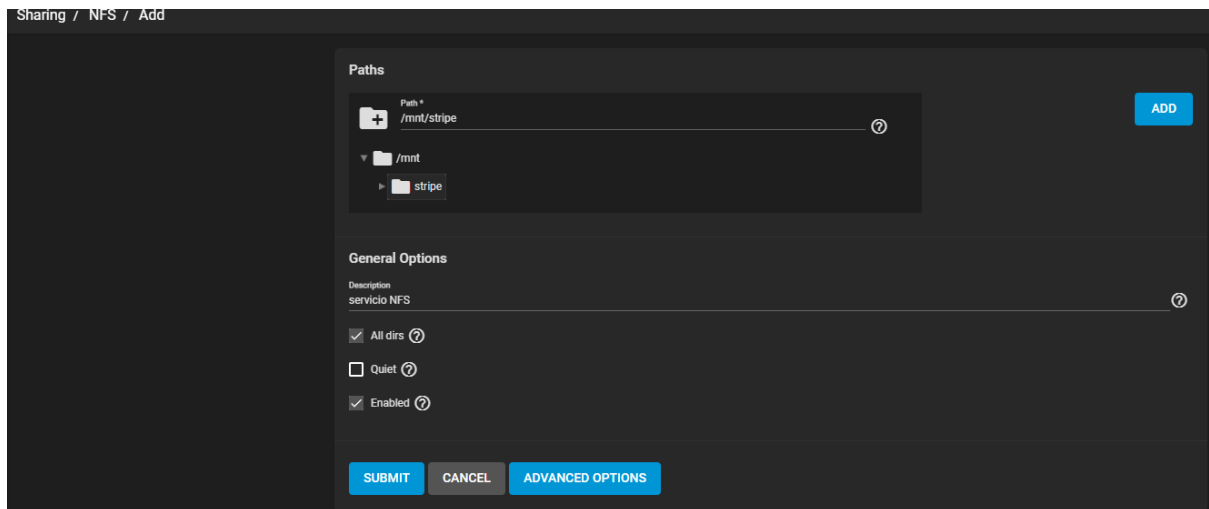 Sharing / NFS / Add
Paths
Path *
/mnt/stripe
ADD
/mnt
stripe
General Options
Description
servicio NFS
All dirs
Quiet
Enabled
SUBMIT CANCEL ADVANCED OPTIONS